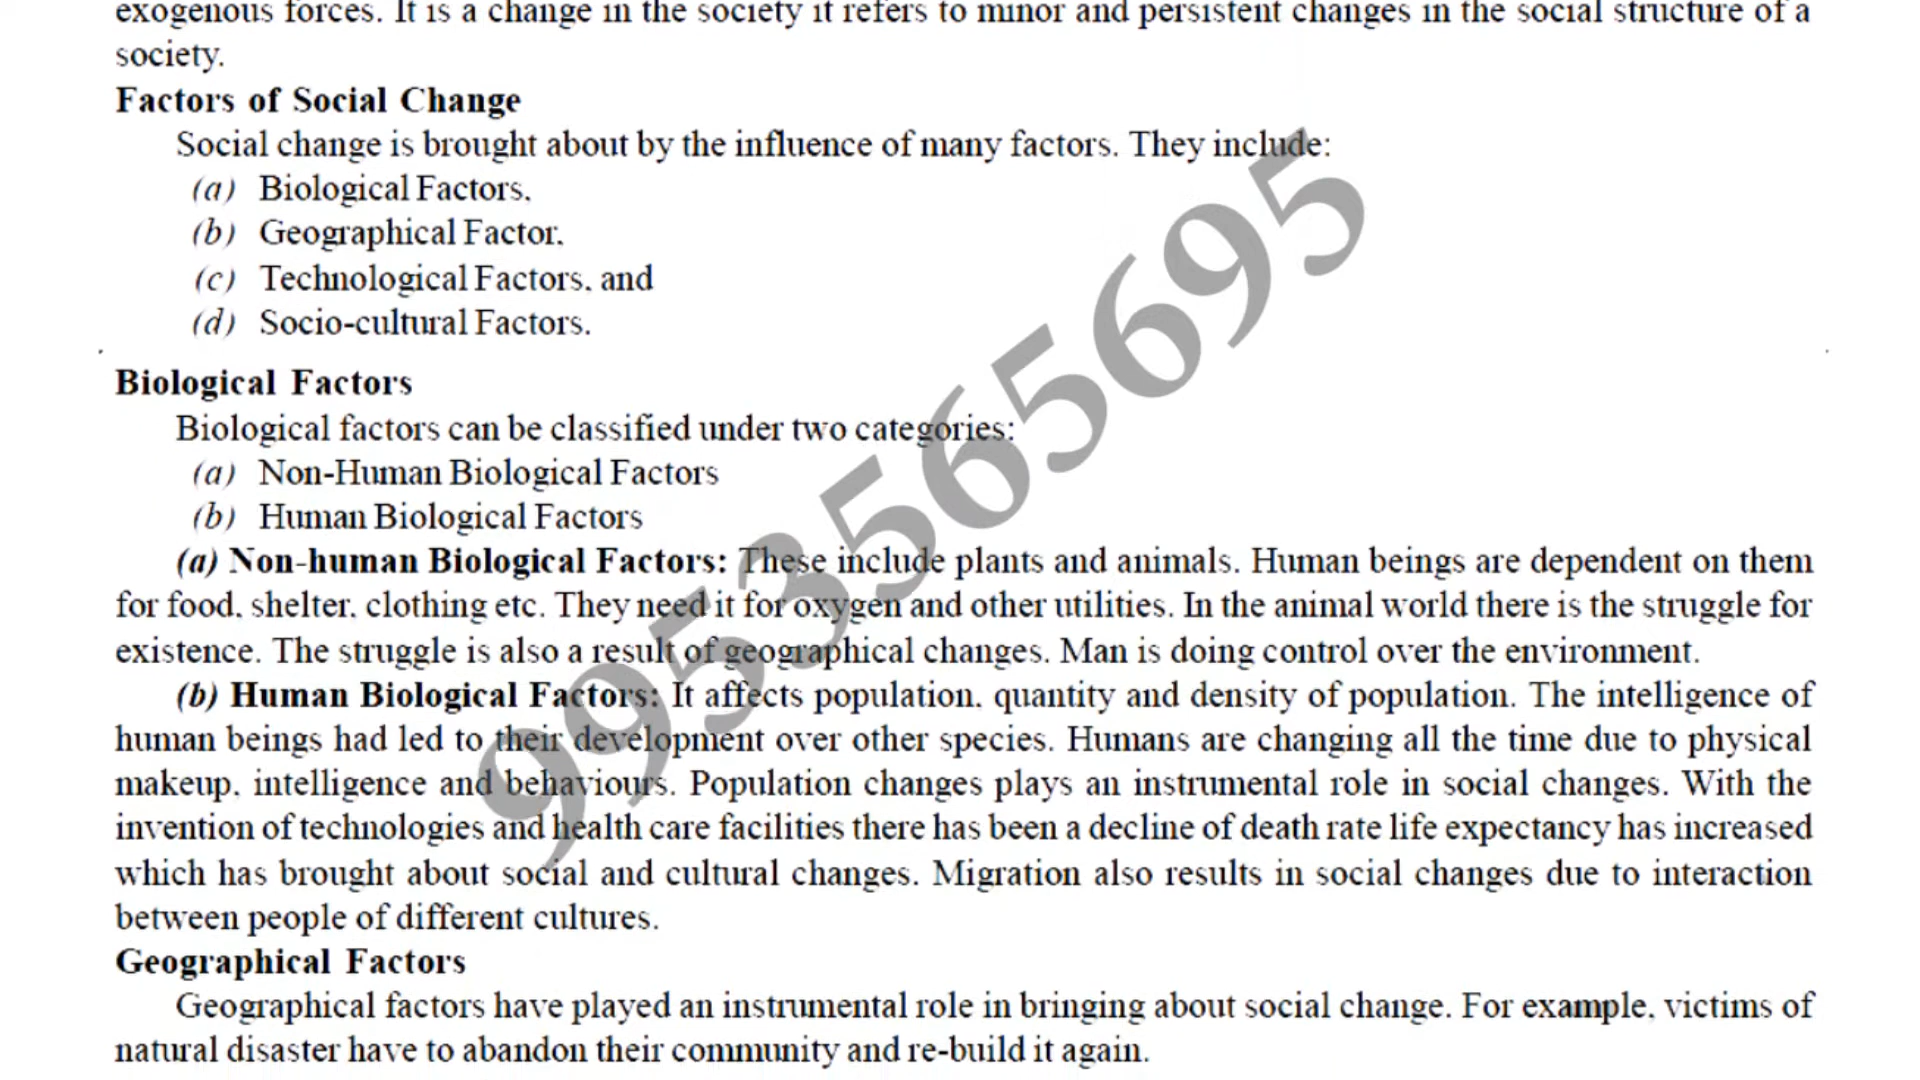 exogenous forces. It is a change in the society it refers to minor and persistent changes in the social structure of a
society.
Factors of Social Change
Social change is brought about by the influence of many factors. They include:
(a) Biological Factors,
(b) Geographical Factor,
(c) Technological Factors, and
(d) Socio-cultural Factors.
Biological Factors
Biological factors can be classified under two categories:
(a) Non-Human Biological Factors
(b) Human Biological Factors
(a) Non-human Biological Factors: These include plants and animals. Human beings are dependent on them
for food, shelter, clothing etc. They need it for oxygen and other utilities. In the animal world there is the struggle for
existence. The struggle is also a result of geographical changes. Man is doing control over the environment.
(b) Human Biological Factors: It affects population, quantity and density of population. The intelligence of
human beings had led to their development over other species. Humans are changing all the time due to physical
makeup, intelligence and behaviours. Population changes plays an instrumental role in social changes. With the
invention of technologies and health care facilities there has been a decline of death rate life expectancy has increased
which has brought about social and cultural changes. Migration also results in social changes due to interaction
between people of different cultures.
Geographical Factors
Geographical factors have played an instrumental role in bringing about social change. For example, victims of
natural disaster have to abandon their community and re-build it again.
9953565695